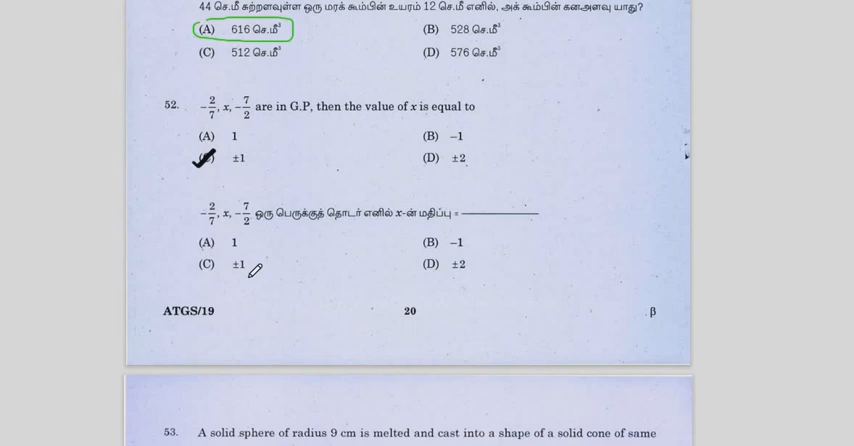 44 செ.மீ சுற்றளவுள்ள ஒரு மரக் கூம்பின் உயரம் 12 செ.மீ எனில், அக் கூம்பின் கனஅளவு யாது?
(A) 616 செ.மீ³ (B) 528 செ.மீ³
(C) 512 செ.மீ³ (D) 576 செ.மீ³
52. -2/7, x, -7/2 are in G.P, then the value of x is equal to
(A) 1 (B) -1
±1 (D) ±2
-2/7, x, -7/2 ஒரு பெருக்குத் தொடர் எனில் x-ன் மதிப்பு = ________
(A) 1 (B) -1
(C) ±1 (D) ±2
ATGS/19 20 β
53. A solid sphere of radius 9 cm is melted and cast into a shape of a solid cone of same